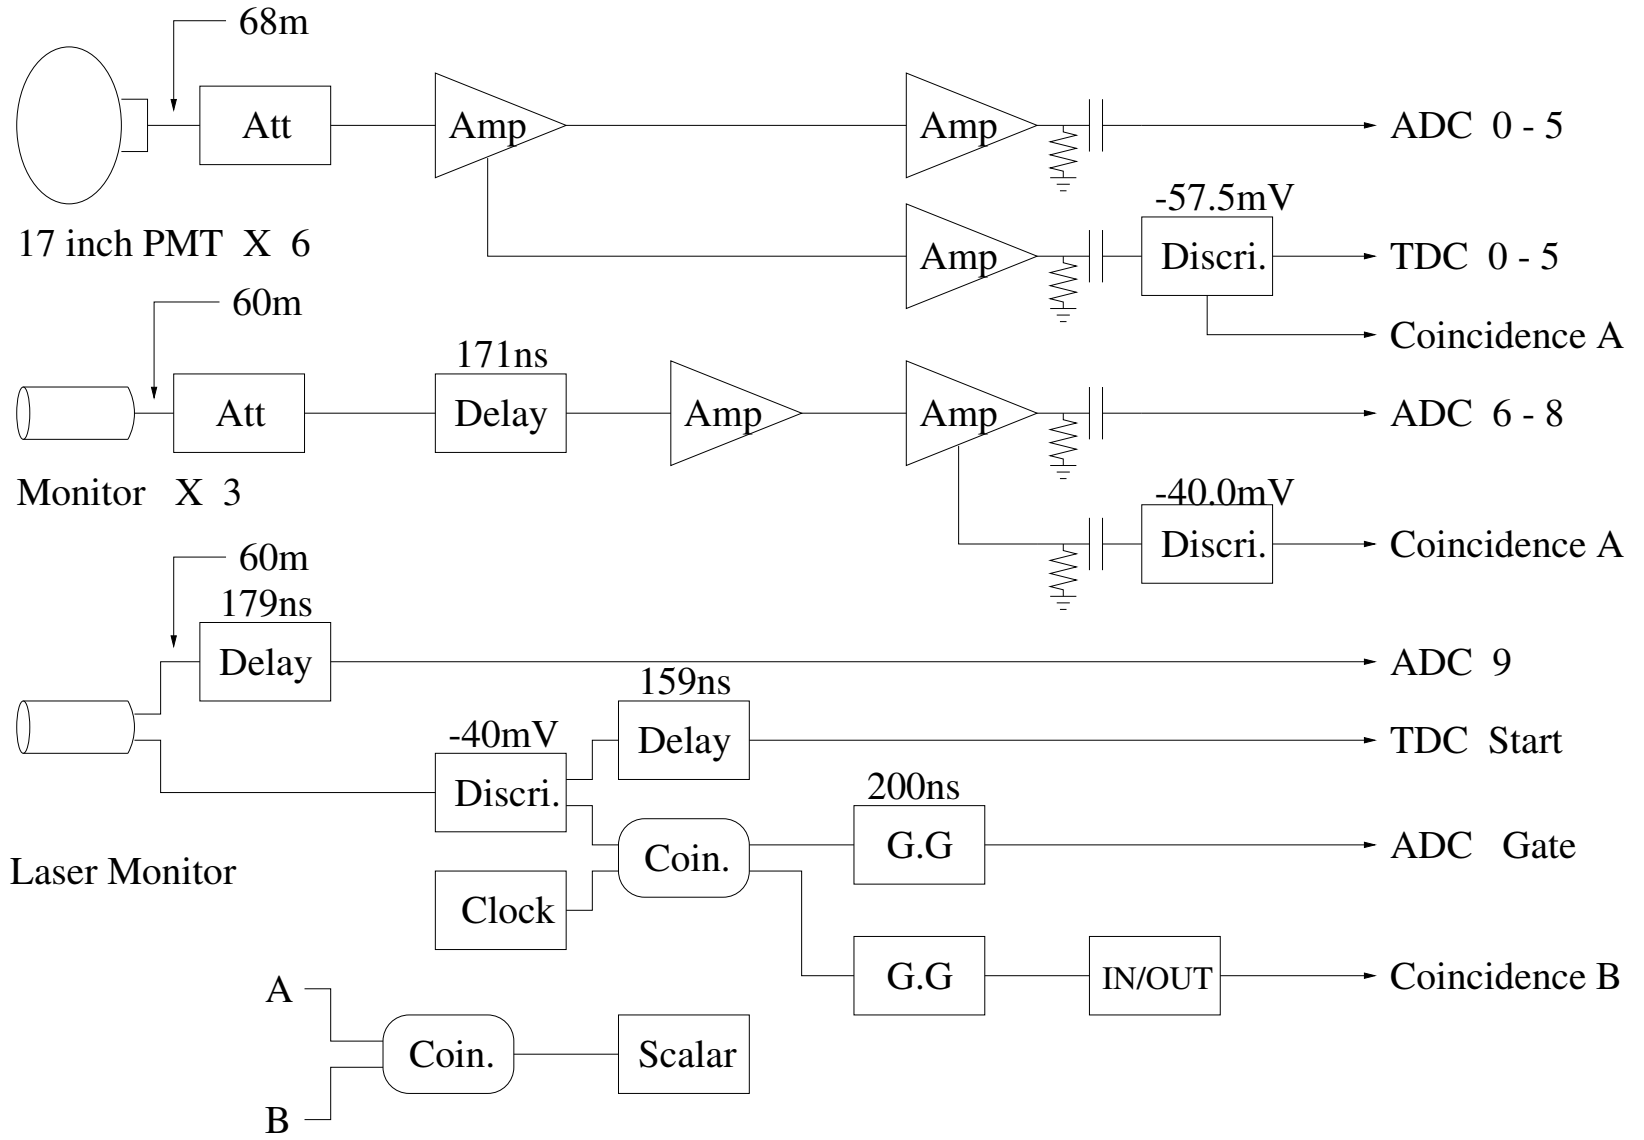 68m
Att
Amp
Amp
ADC 0 - 5
17 inch PMT X 6
-57.5mV
Amp
Discri.
TDC 0 - 5
60m
Coincidence A
171ns
Att
Delay
Amp
Amp
ADC 6 - 8
Monitor X 3
-40.0mV
Discri.
Coincidence A
60m
179ns
Delay
ADC 9
159ns
-40mV
Delay
TDC Start
Discri.
200ns
Coin.
G.G
ADC Gate
Laser Monitor
Clock
G.G
IN/OUT
Coincidence B
A
Coin.
Scalar
B